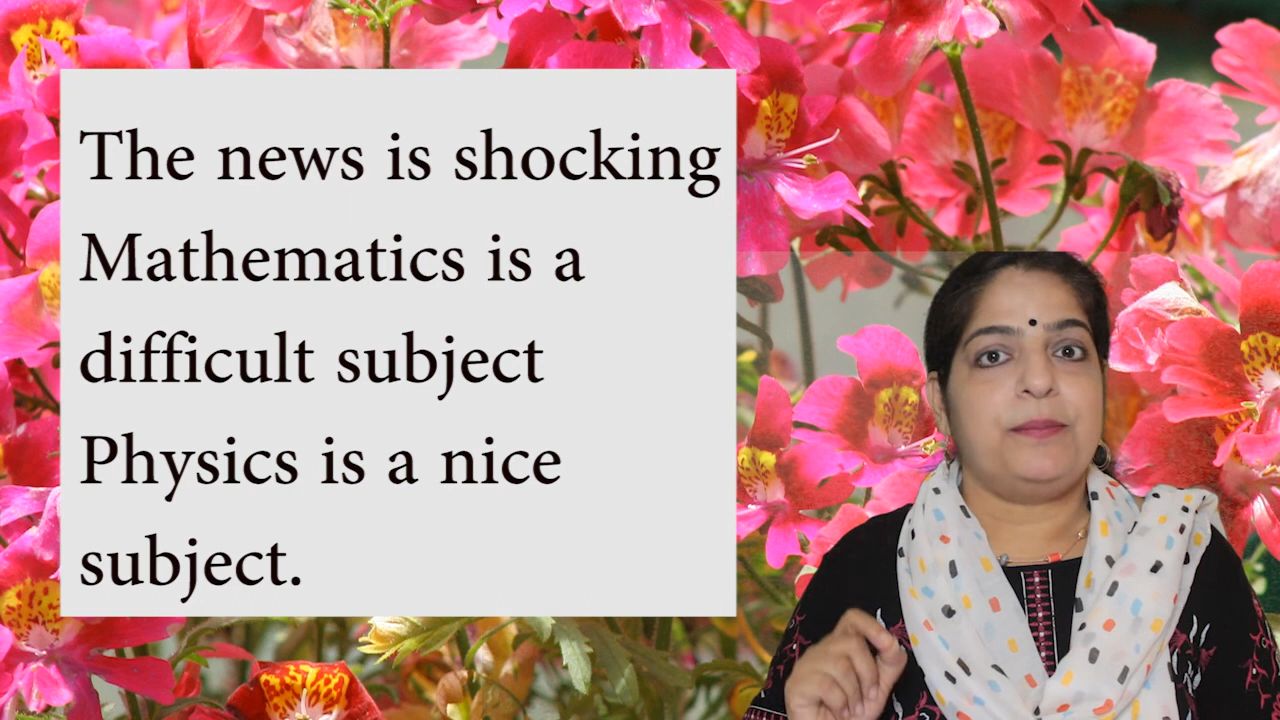 The news is shocking
Mathematics is a
difficult subject
Physics is a nice
subject.